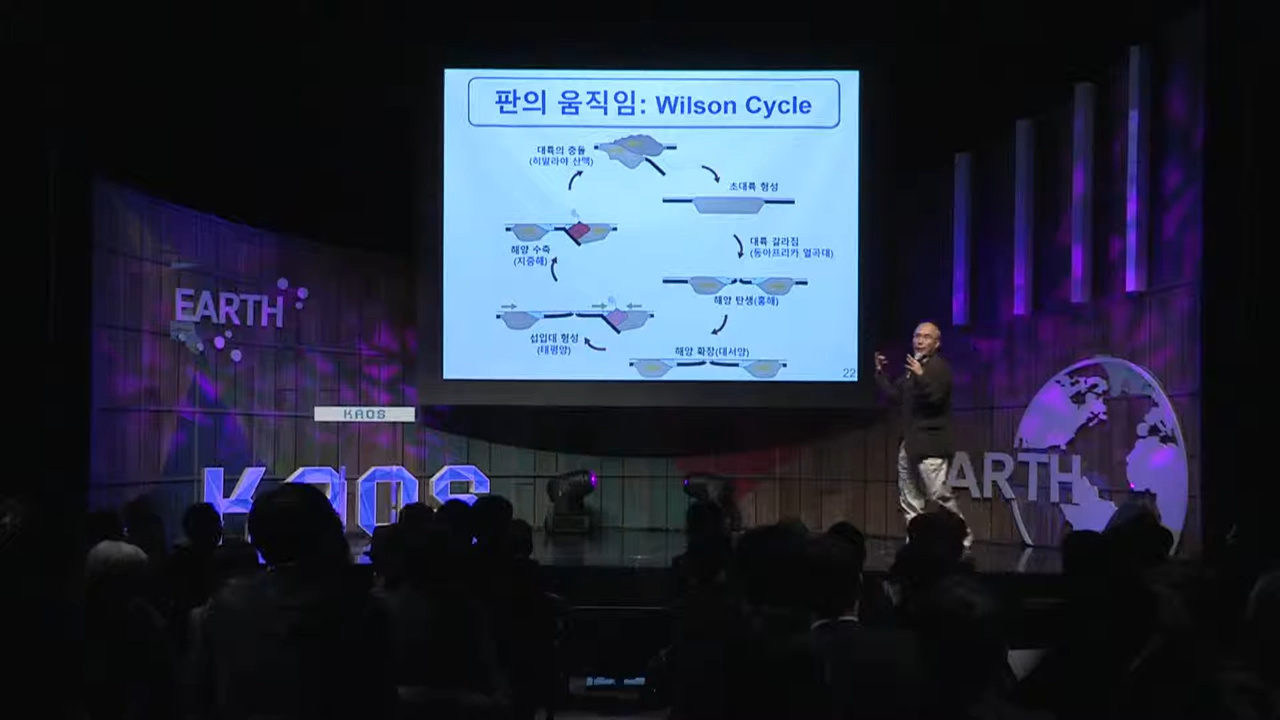 판의 움직임: Wilson Cycle
대륙의 충돌
(히말라야 산맥)
초대륙 형성
대륙 갈라짐
(동아프리카 열곡대)
해양 수축
(지중해)
해양 탄생(홍해)
섭입대 형성
(태평양)
해양 확장(대서양)
22
EARTH
KAOS
KAOS
ARTH